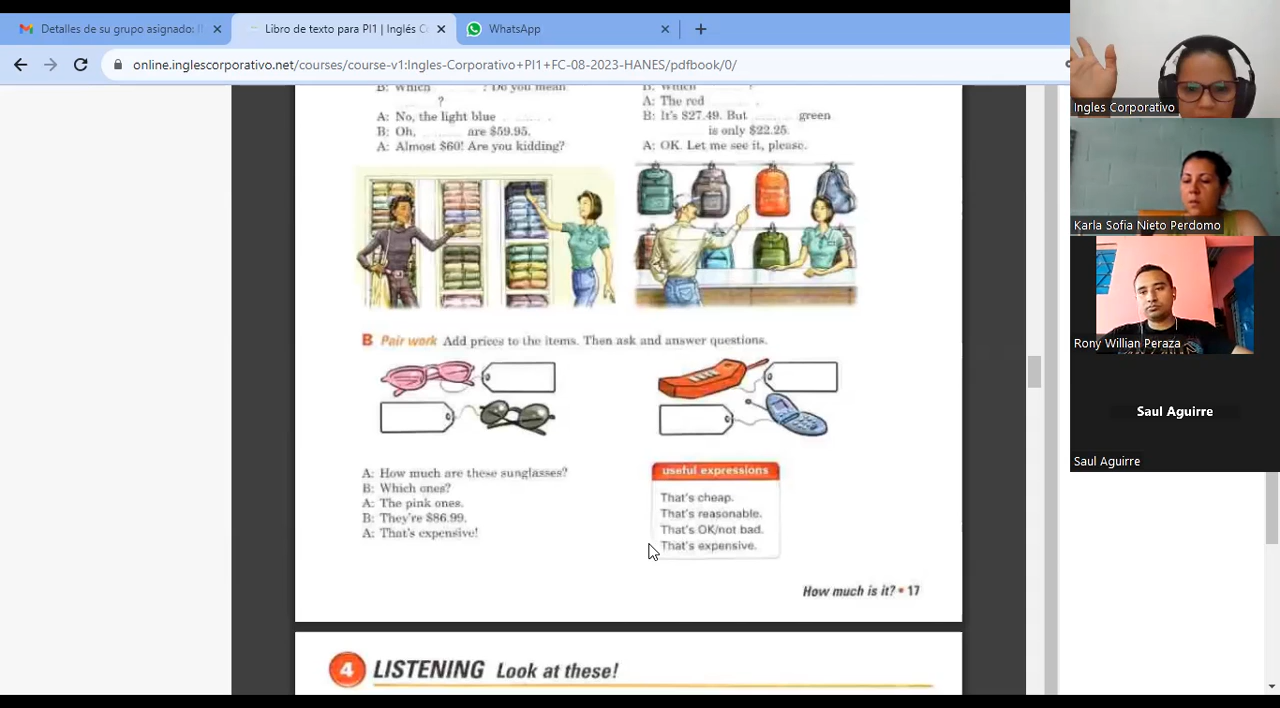 Detalles de su grupo asignado: I
Libro de texto para PI1 | Inglés C
WhatsApp
online.inglescorporativo.net/courses/course-v1:Ingles-Corporativo+PI1+FC-08-2023-HANES/pdfbook/0/
B: Which ? Do you mean
?
A: No, the light blue .
B: Oh, are $59.95.
A: Almost $60! Are you kidding?
B: Which ?
A: The red .
B: It's $27.49. But green
is only $22.25.
A: OK. Let me see it, please.
B Pair work Add prices to the items. Then ask and answer questions.
A: How much are these sunglasses?
B: Which ones?
A: The pink ones.
B: They're $86.99.
A: That's expensive!
useful expressions
That's cheap.
That's reasonable.
That's OK/not bad.
That's expensive.
How much is it? • 17
4 LISTENING Look at these!
Ingles Corporativo
Karla Sofia Nieto Perdomo
Rony Willian Peraza
Saul Aguirre
Saul Aguirre